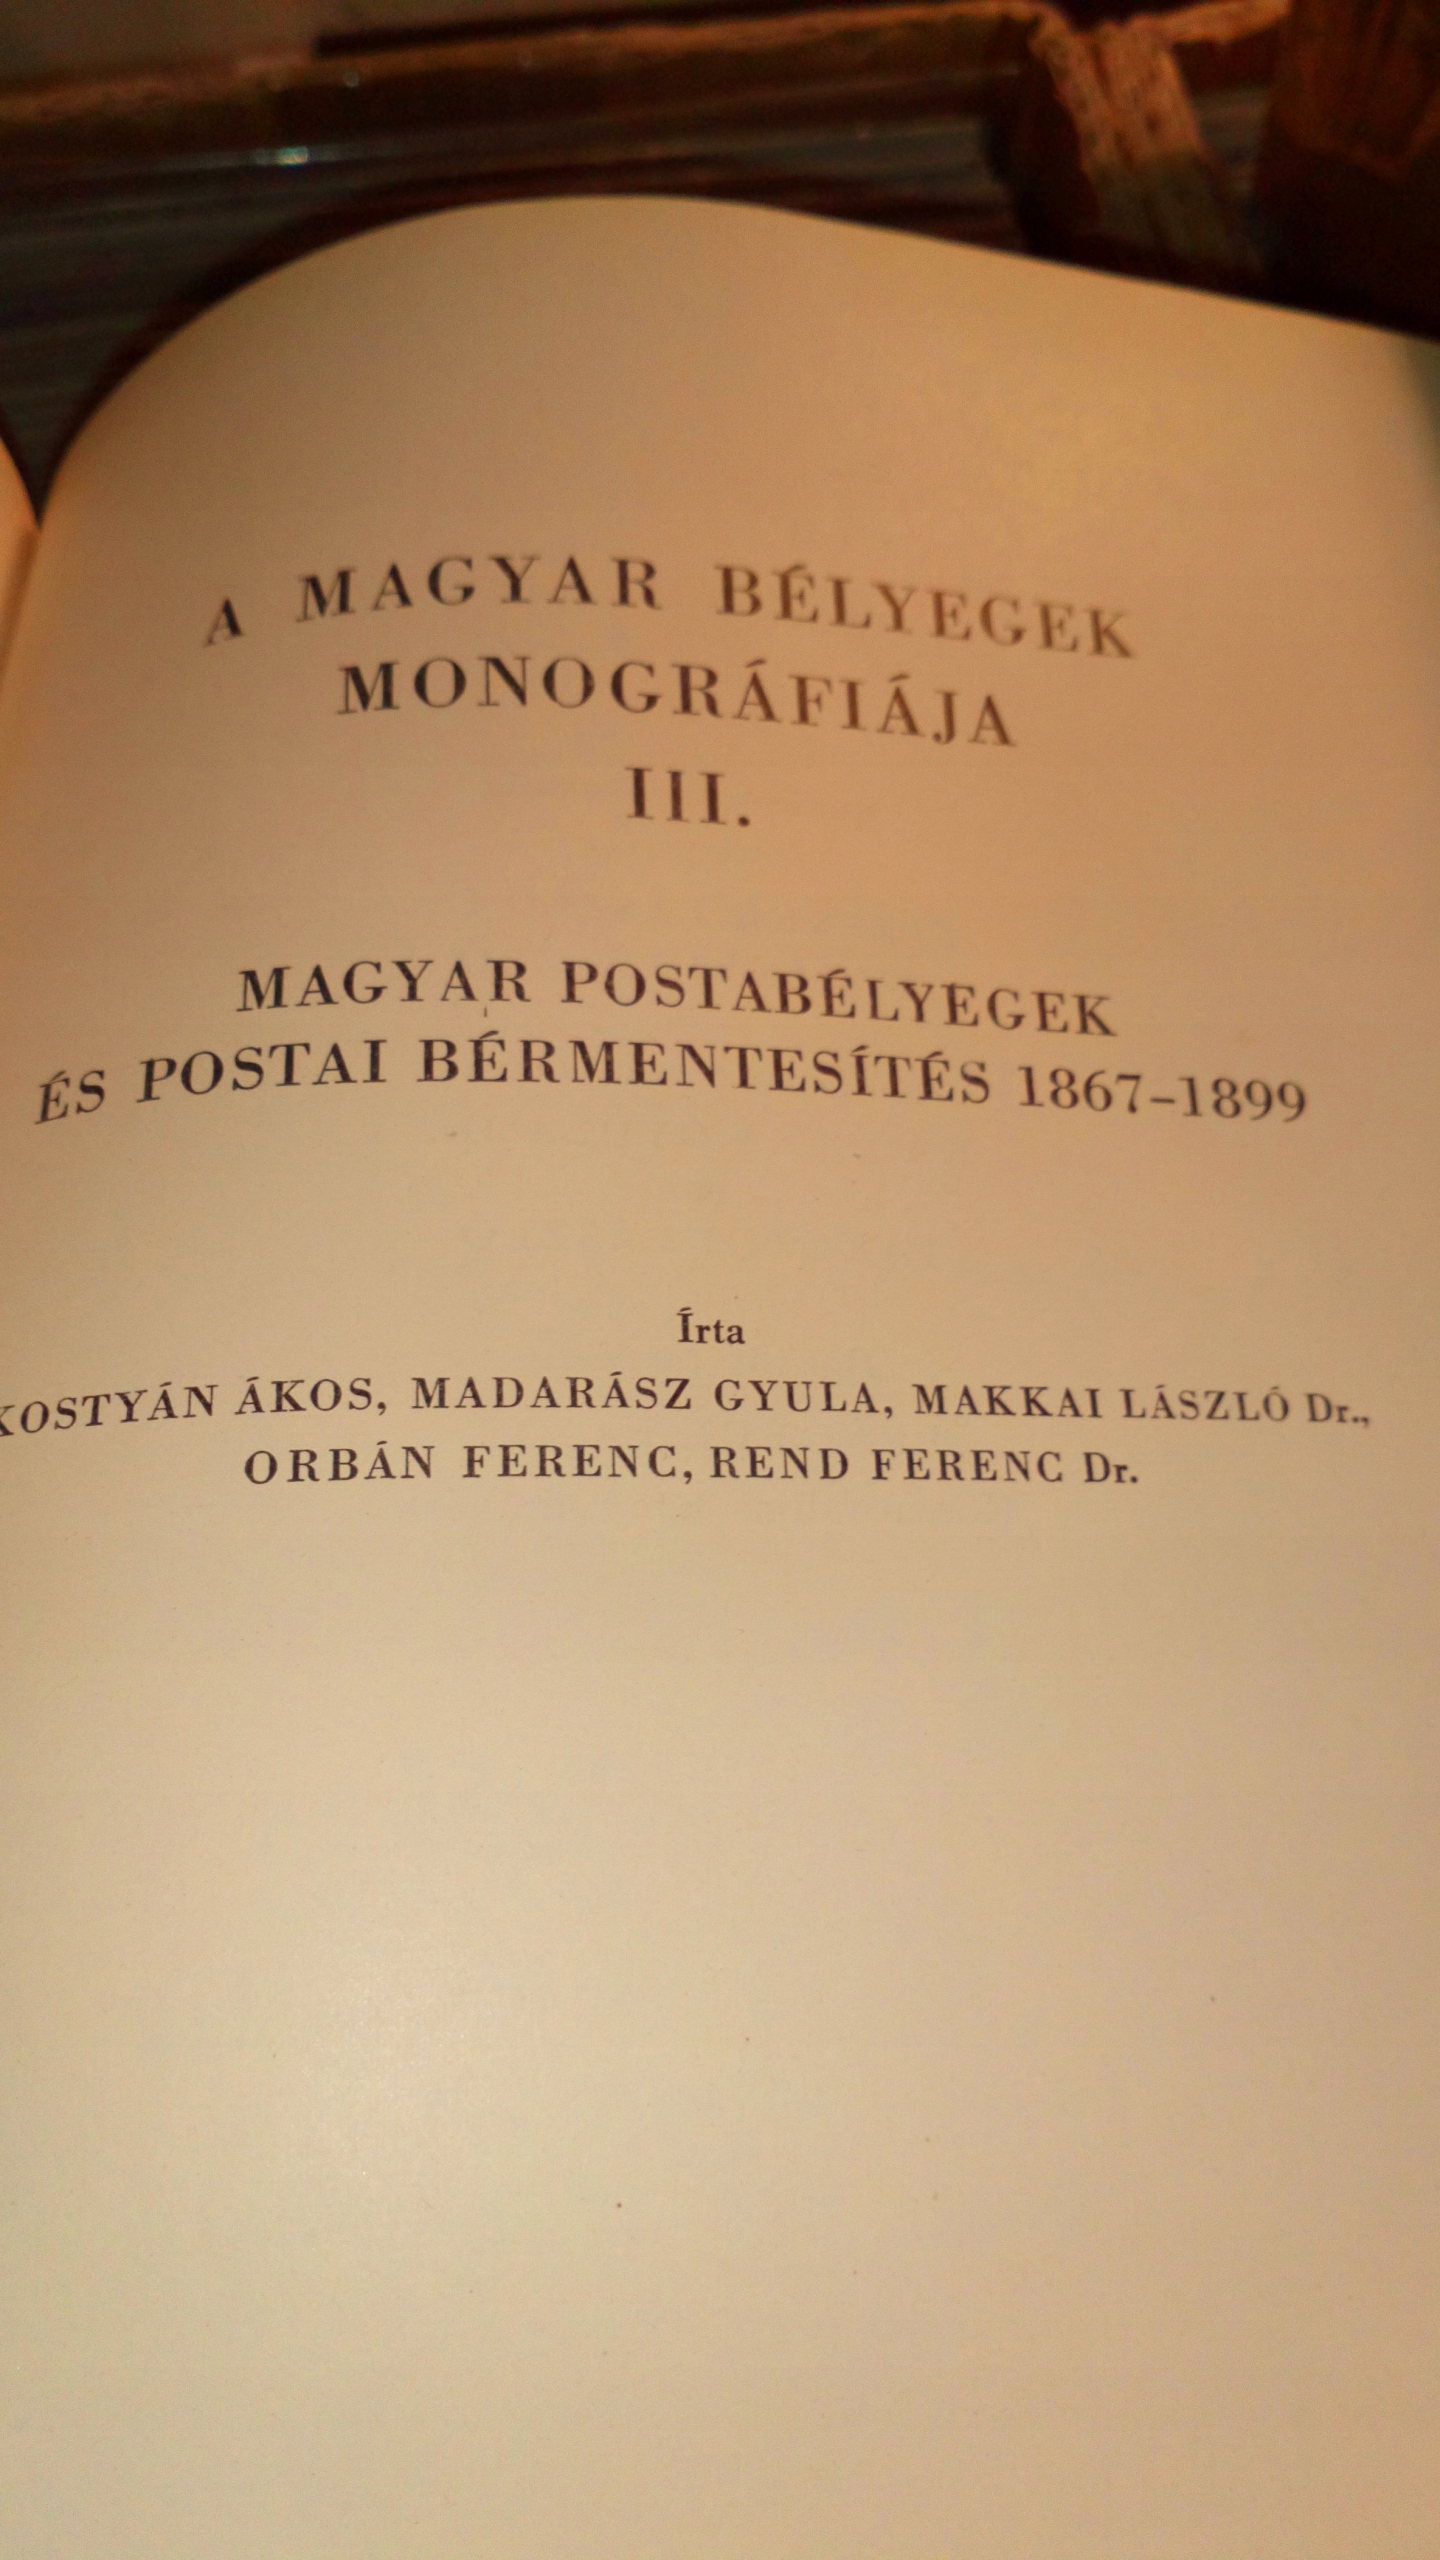 A MAGYAR BÉLYEGEK
MONOGRÁFIÁJA
III.
MAGYAR POSTABÉLYEGEK
ÉS POSTAI BÉRMENTESÍTÉS 1867–1899
Írta
KOSTYÁN ÁKOS, MADARÁSZ GYULA, MAKKAI LÁSZLÓ Dr.,
ORBÁN FERENC, REND FERENC Dr.